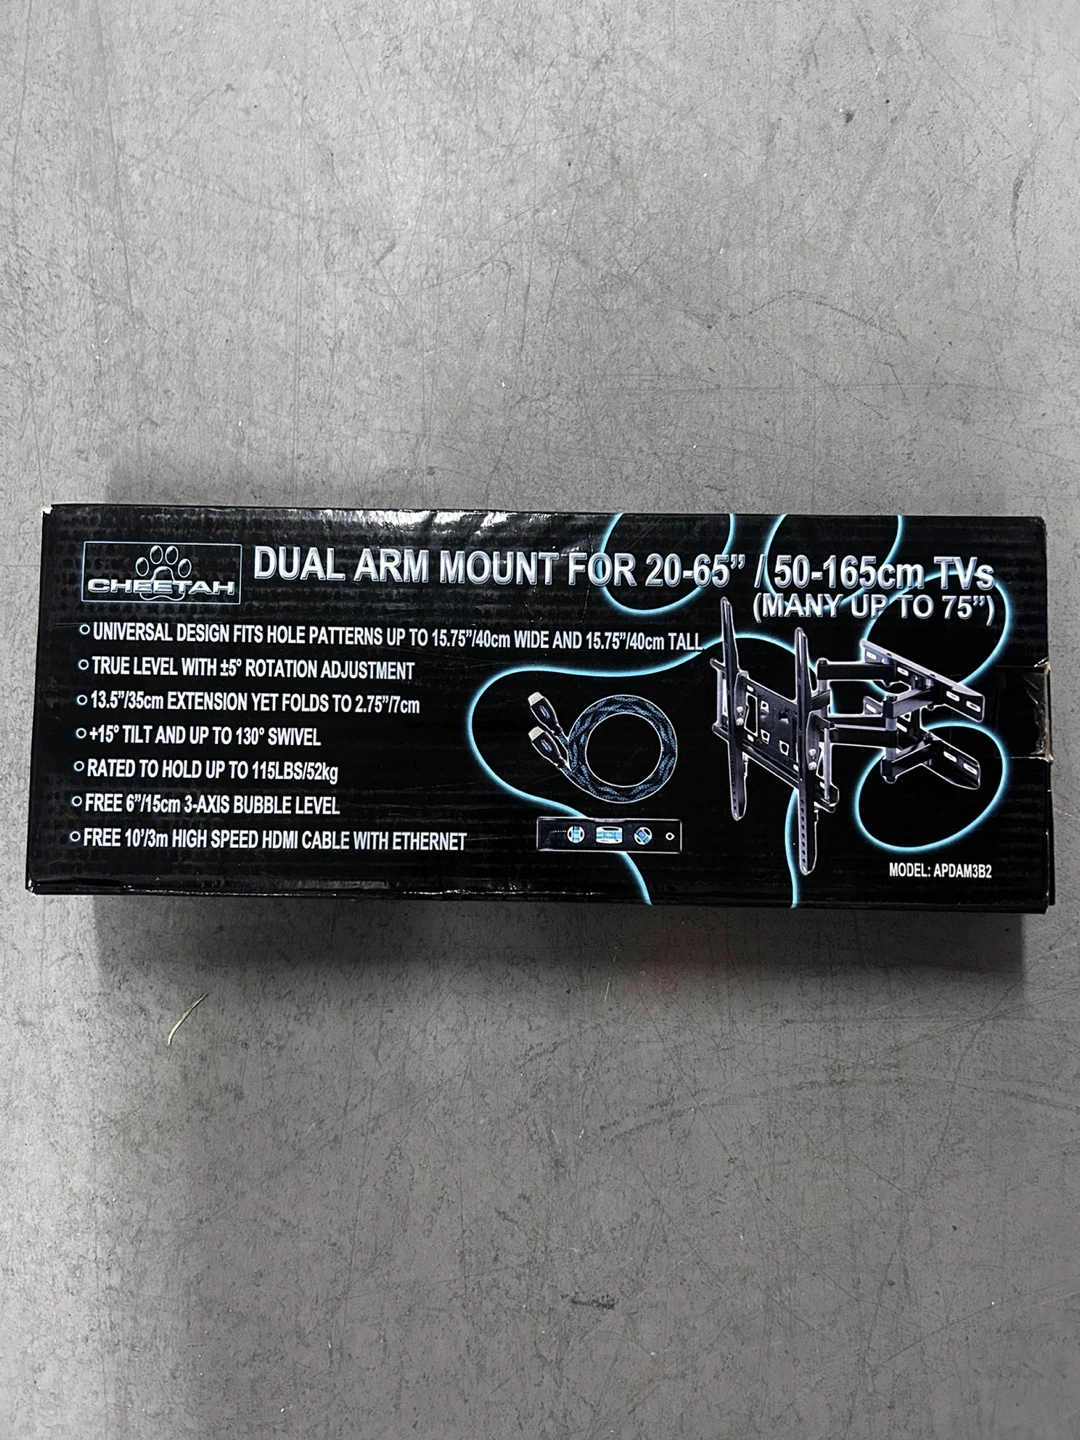 CHEETAH
DUAL ARM MOUNT FOR 20-65” / 50-165cm TVs
(MANY UP TO 75”)
UNIVERSAL DESIGN FITS HOLE PATTERNS UP TO 15.75”/40cm WIDE AND 15.75”/40cm TALL.
TRUE LEVEL WITH ±5° ROTATION ADJUSTMENT
13.5”/35cm EXTENSION YET FOLDS TO 2.75”/7cm
+15° TILT AND UP TO 130° SWIVEL
RATED TO HOLD UP TO 115LBS/52kg
FREE 6”/15cm 3-AXIS BUBBLE LEVEL
FREE 10’/3m HIGH SPEED HDMI CABLE WITH ETHERNET
MODEL: APDAM3B2